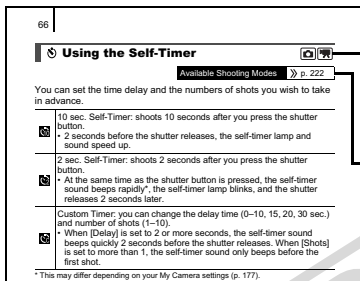 66
Using the Self-Timer
Available Shooting Modes p. 222
You can set the time delay and the numbers of shots you wish to take
in advance.
10 sec. Self-Timer: shoots 10 seconds after you press the shutter
button.
• 2 seconds before the shutter releases, the self-timer lamp and
sound speed up.
2 sec. Self-Timer: shoots 2 seconds after you press the shutter
button.
• At the same time as the shutter button is pressed, the self-timer
sound beeps rapidly*, the self-timer lamp blinks, and the shutter
releases 2 seconds later.
Custom Timer: you can change the delay time (0–10, 15, 20, 30 sec.)
and number of shots (1–10).
• When [Delay] is set to 2 or more seconds, the self-timer sound
beeps quickly 2 seconds before the shutter releases. When [Shots]
is set to more than 1, the self-timer sound only beeps before the
first shot.
* This may differ depending on your My Camera settings (p. 177).